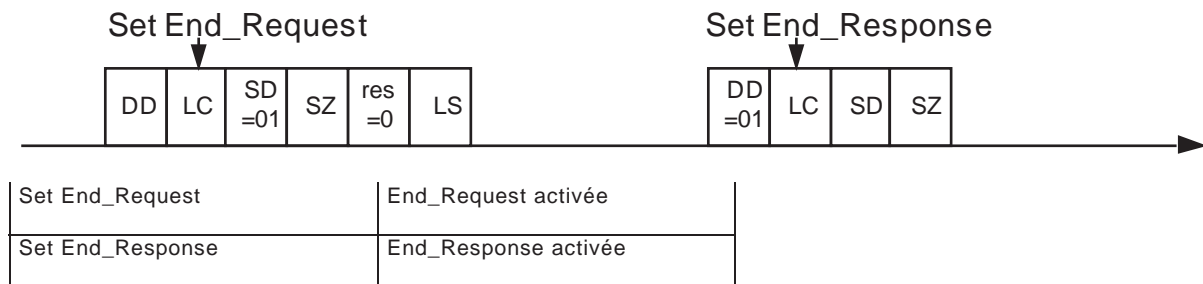 Set End_Request Set End_Response
DD LC SD =01 SZ res =0 LS DD =01 LC SD SZ
Set End_Request End_Request activée
Set End_Response End_Response activée